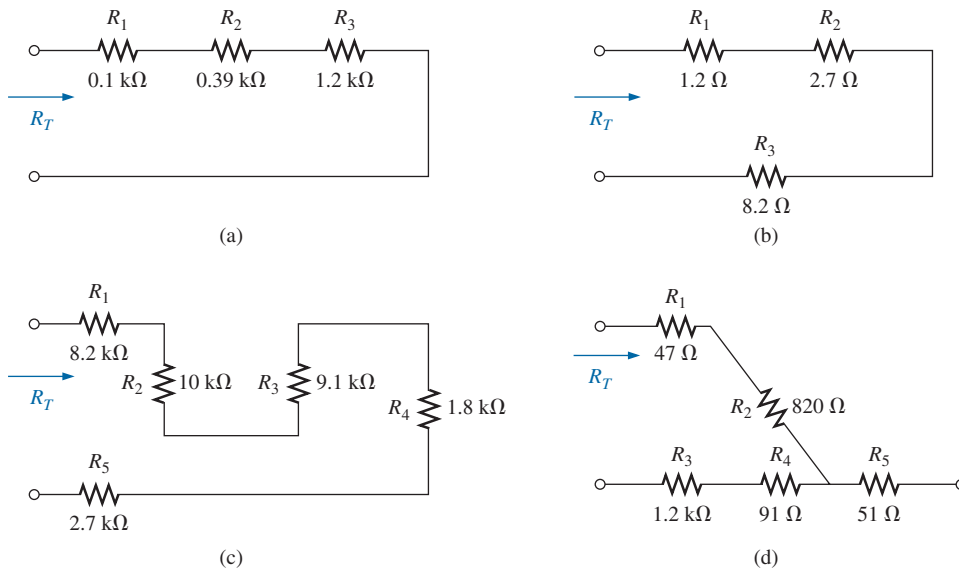 R1 R2 R3
0.1 kΩ 0.39 kΩ 1.2 kΩ
RT
(a)
R1 R2
1.2 Ω 2.7 Ω
RT
R3
8.2 Ω
(b)
R1
8.2 kΩ
RT
R2 10 kΩ R3 9.1 kΩ
R4 1.8 kΩ
R5
2.7 kΩ
(c)
R1
47 Ω
RT
R2 820 Ω
R3 R4 R5
1.2 kΩ 91 Ω 51 Ω
(d)